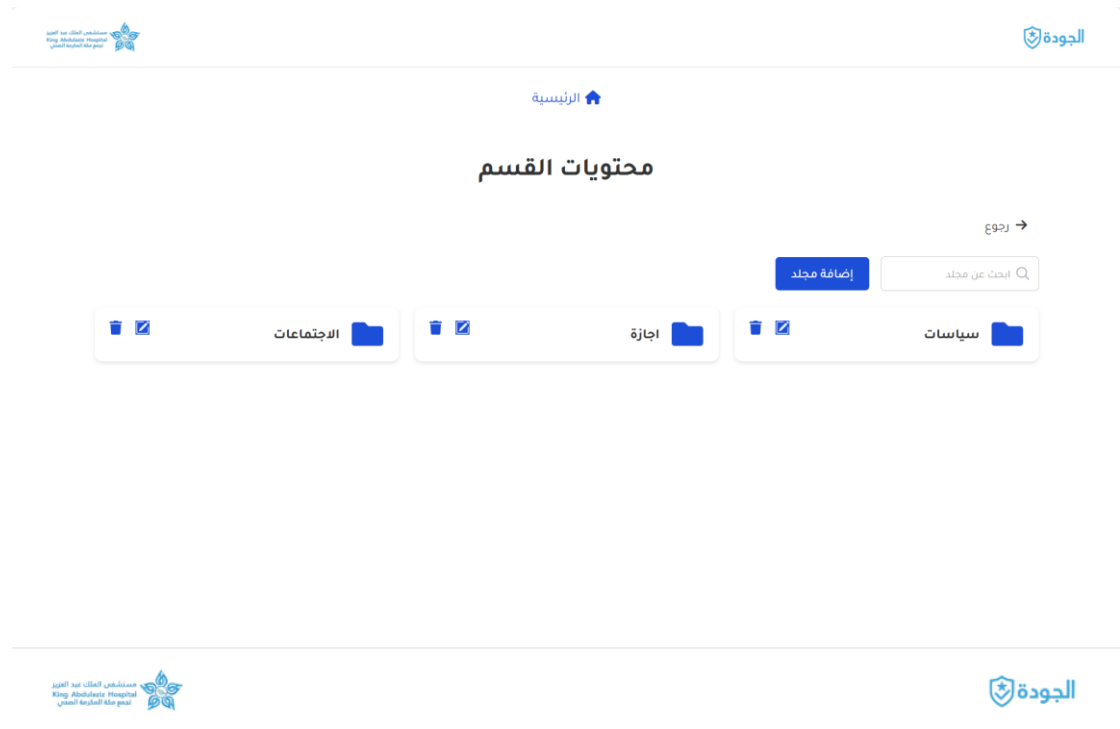 الجودة
مستشفى الملك عبد العزيز
King Abdulaziz Hospital
تجمع مكة المكرمة الصحي
الرئيسية
محتويات القسم
رجوع
ابحث عن مجلد
إضافة مجلد
سياسات
اجازة
الاجتماعات
الجودة
مستشفى الملك عبد العزيز
King Abdulaziz Hospital
تجمع مكة المكرمة الصحي